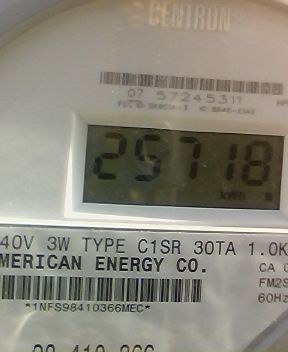 CENTRON
07 57245311
25718
kWh
40V 3W TYPE C1SR 30TA 1.0K
MERICAN ENERGY CO.
CA 0
FM2S
60Hz
*1NFS98410366MEC*